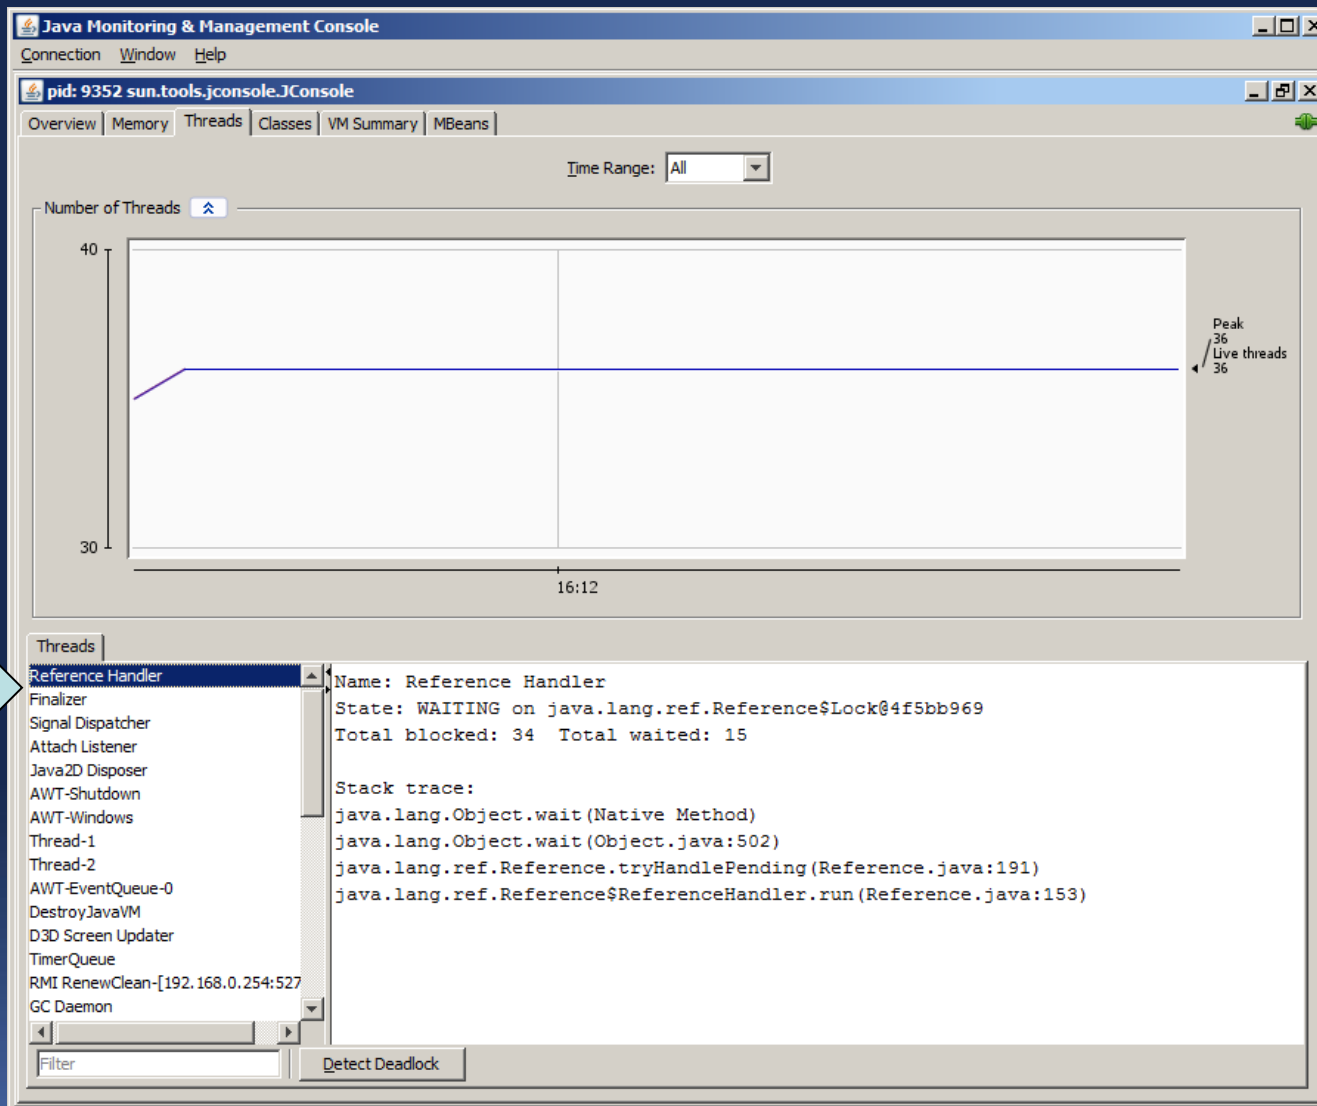 Java Monitoring & Management Console
Connection Window Help
pid: 9352 sun.tools.jconsole.JConsole
Overview Memory Threads Classes VM Summary MBeans
Time Range: All
Number of Threads
40
Peak
36
Live threads
36
30
16:12
Threads
Reference Handler
Finalizer
Signal Dispatcher
Attach Listener
Java2D Disposer
AWT-Shutdown
AWT-Windows
Thread-1
Thread-2
AWT-EventQueue-0
DestroyJavaVM
D3D Screen Updater
TimerQueue
RMI RenewClean-[192.168.0.254:527
GC Daemon
Name: Reference Handler
State: WAITING on java.lang.ref.Reference$Lock@4f5bb969
Total blocked: 34 Total waited: 15
Stack trace:
java.lang.Object.wait(Native Method)
java.lang.Object.wait(Object.java:502)
java.lang.ref.Reference.tryHandlePending(Reference.java:191)
java.lang.ref.Reference$ReferenceHandler.run(Reference.java:153)
Filter
Detect Deadlock